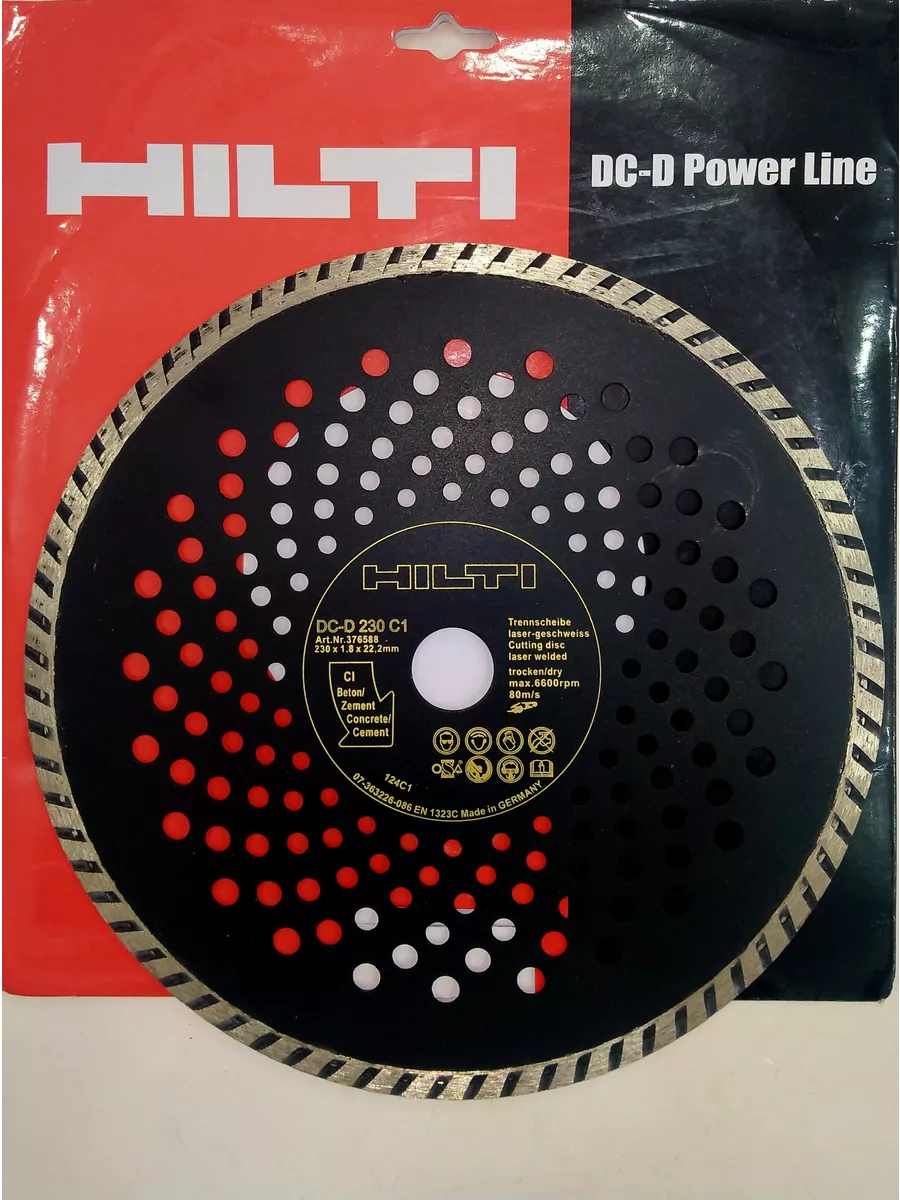 HILTI
DC-D Power Line
HILTI
DC-D 230 C1
Art.Nr.376588
230 x 1.8 x 22,2mm
CI
Beton/
Zement
Concrete/
Cement
Trennscheibe
laser-geschweiss
Cutting disc
laser welded
trocken/dry
max.6600rpm
80m/s
124C1
07-363226-086 EN 1323C Made in GERMANY